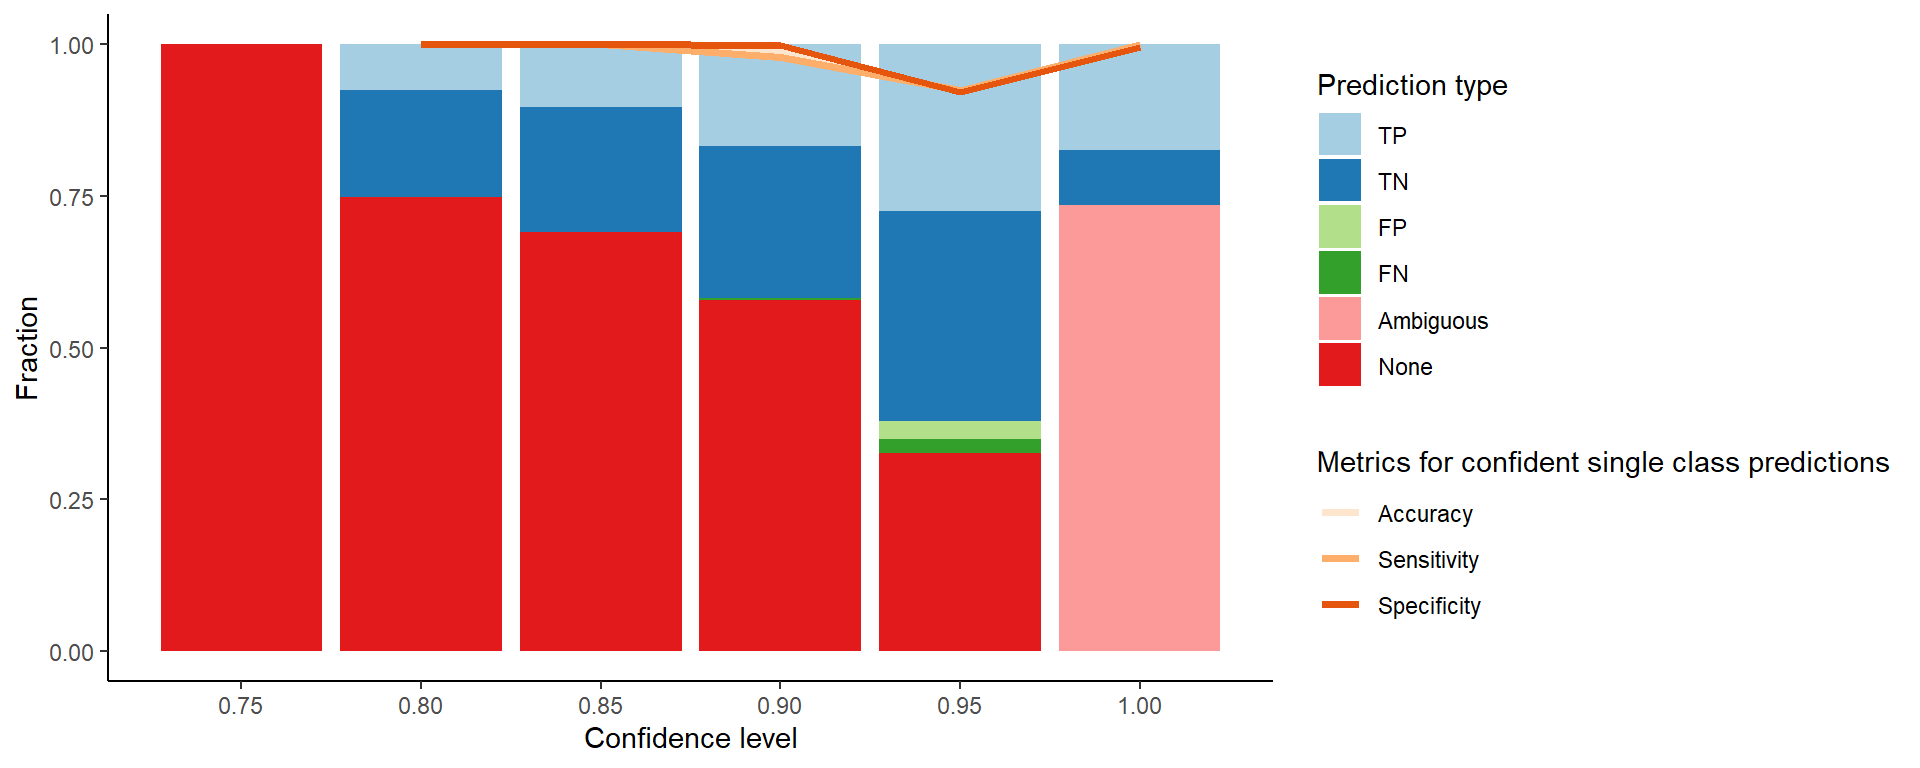 1.00
0.75
0.50
0.25
0.00
Fraction
0.75
0.80
0.85
0.90
0.95
1.00
Confidence level
Prediction type
TP
TN
FP
FN
Ambiguous
None
Metrics for confident single class predictions
Accuracy
Sensitivity
Specificity